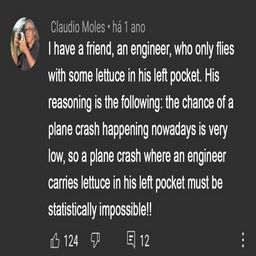 Claudio Moles • há 1 ano
I have a friend, an engineer, who only flies
with some lettuce in his left pocket. His
reasoning is the following: the chance of a
plane crash happening nowadays is very
low, so a plane crash where an engineer
carries lettuce in his left pocket must be
statistically impossible!!
124 12